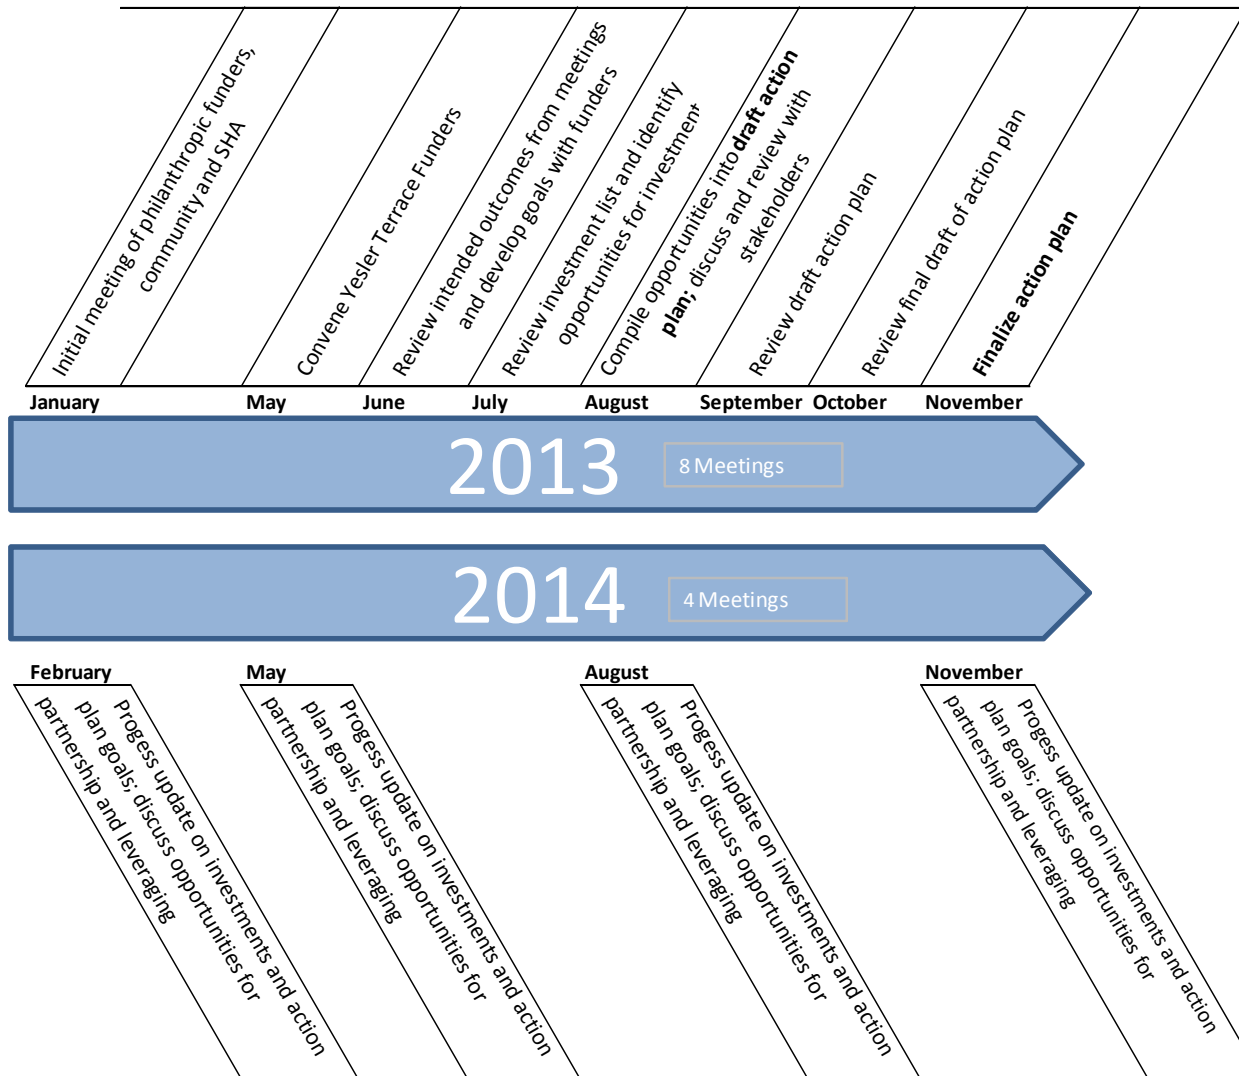 Initial meeting of philanthropic funders,
community and SHA
Convene Yesler Terrace Funders
Review intended outcomes from meetings
and develop goals with funders
Review investment list and identify
opportunities for investment
Compile opportunities into draft action
plan; discuss and review with
stakeholders
Review draft action plan
Review final draft of action plan
Finalize action plan
January
May
June
July
August
September
October
November
2013
8 Meetings
2014
4 Meetings
February
May
August
November
Progess update on investments and action
plan goals; discuss opportunities for
partnership and leveraging
Progess update on investments and action
plan goals; discuss opportunities for
partnership and leveraging
Progess update on investments and action
plan goals; discuss opportunities for
partnership and leveraging
Progess update on investments and action
plan goals; discuss opportunities for
partnership and leveraging